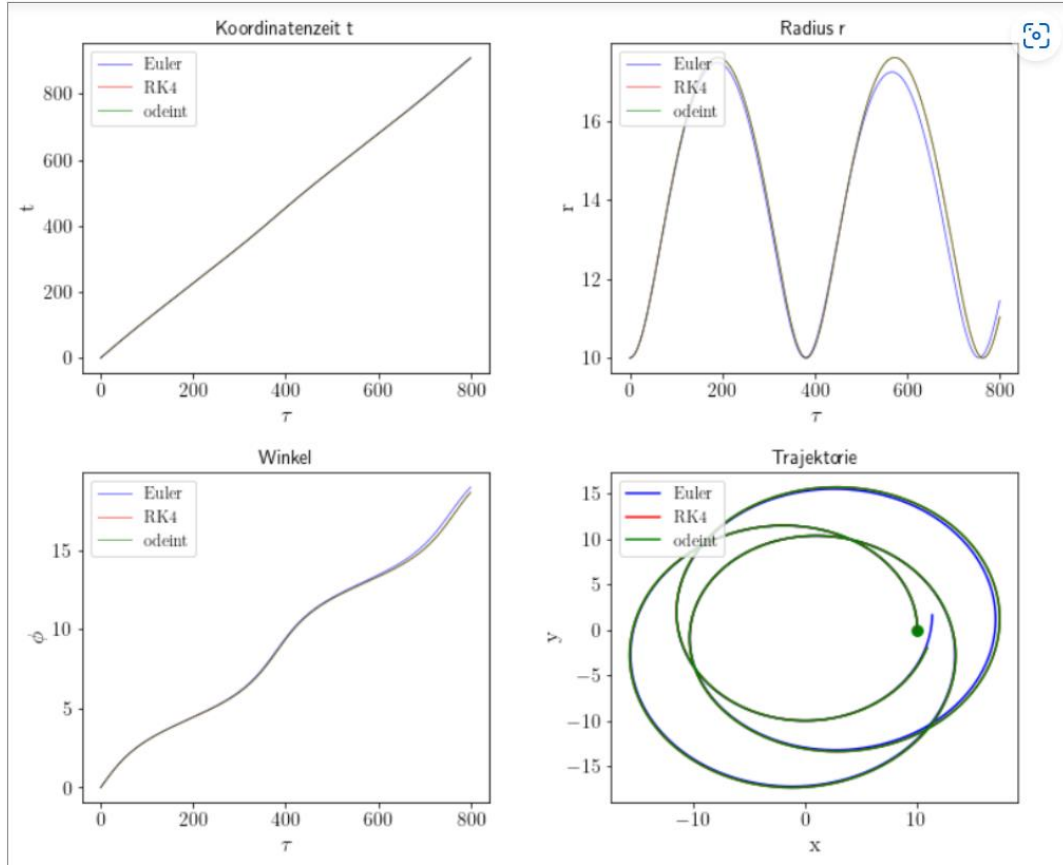 Koordinatenzeit t
Euler
RK4
odeint
800
600
400
200
0
t
0 200 400 600 800
τ
Radius r
Euler
RK4
odeint
16
14
12
10
r
0 200 400 600 800
τ
Winkel
Euler
RK4
odeint
15
10
5
0
ϕ
0 200 400 600 800
τ
Trajektorie
Euler
RK4
odeint
15
10
5
0
−5
−10
−15
y
−10 0 10
x